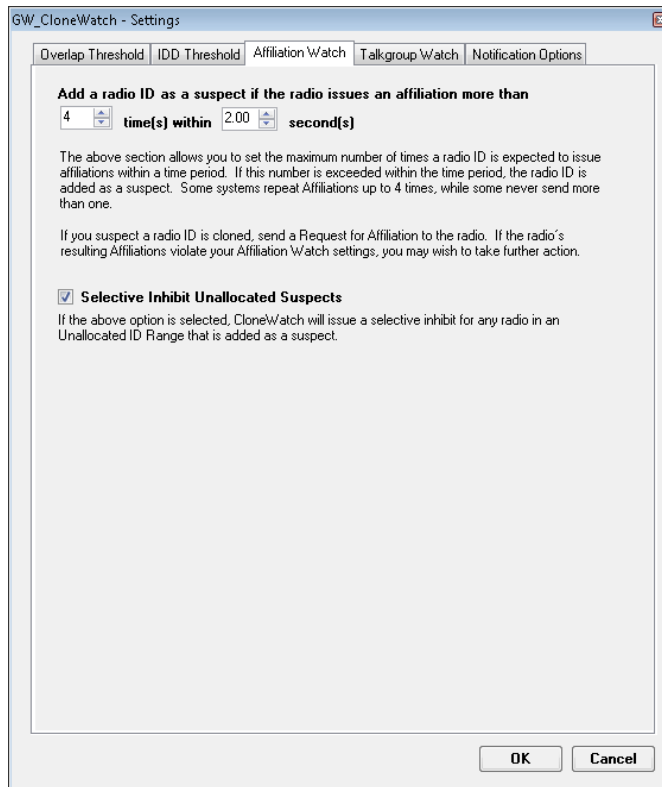 GW_CloneWatch - Settings
Overlap Threshold IDD Threshold Affiliation Watch Talkgroup Watch Notification Options
Add a radio ID as a suspect if the radio issues an affiliation more than
4 time(s) within 2.00 second(s)
The above section allows you to set the maximum number of times a radio ID is expected to issue
affiliations within a time period. If this number is exceeded within the time period, the radio ID is
added as a suspect. Some systems repeat Affiliations up to 4 times, while some never send more
than one.
If you suspect a radio ID is cloned, send a Request for Affiliation to the radio. If the radio's
resulting Affiliations violate your Affiliation Watch settings, you may wish to take further action.
Selective Inhibit Unallocated Suspects
If the above option is selected, CloneWatch will issue a selective inhibit for any radio in an
Unallocated ID Range that is added as a suspect.
OK Cancel